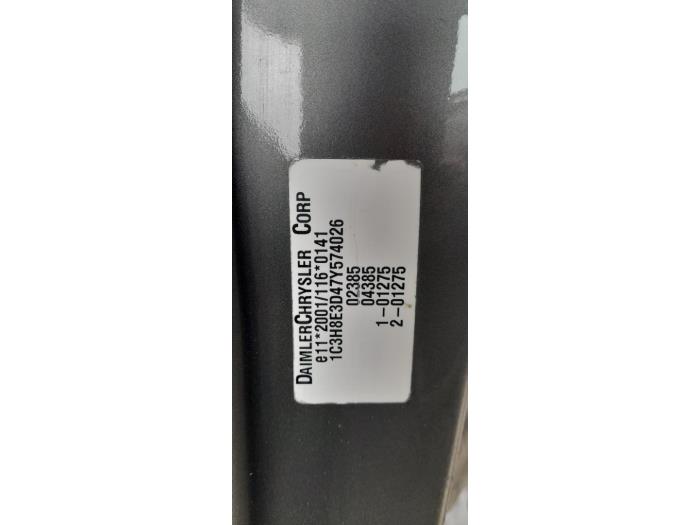 DAIMLERCHRYSLER CORP
e11*2001/116*0141
1C3H8E3D47Y574026
02385
04385
1-01275
2-01275